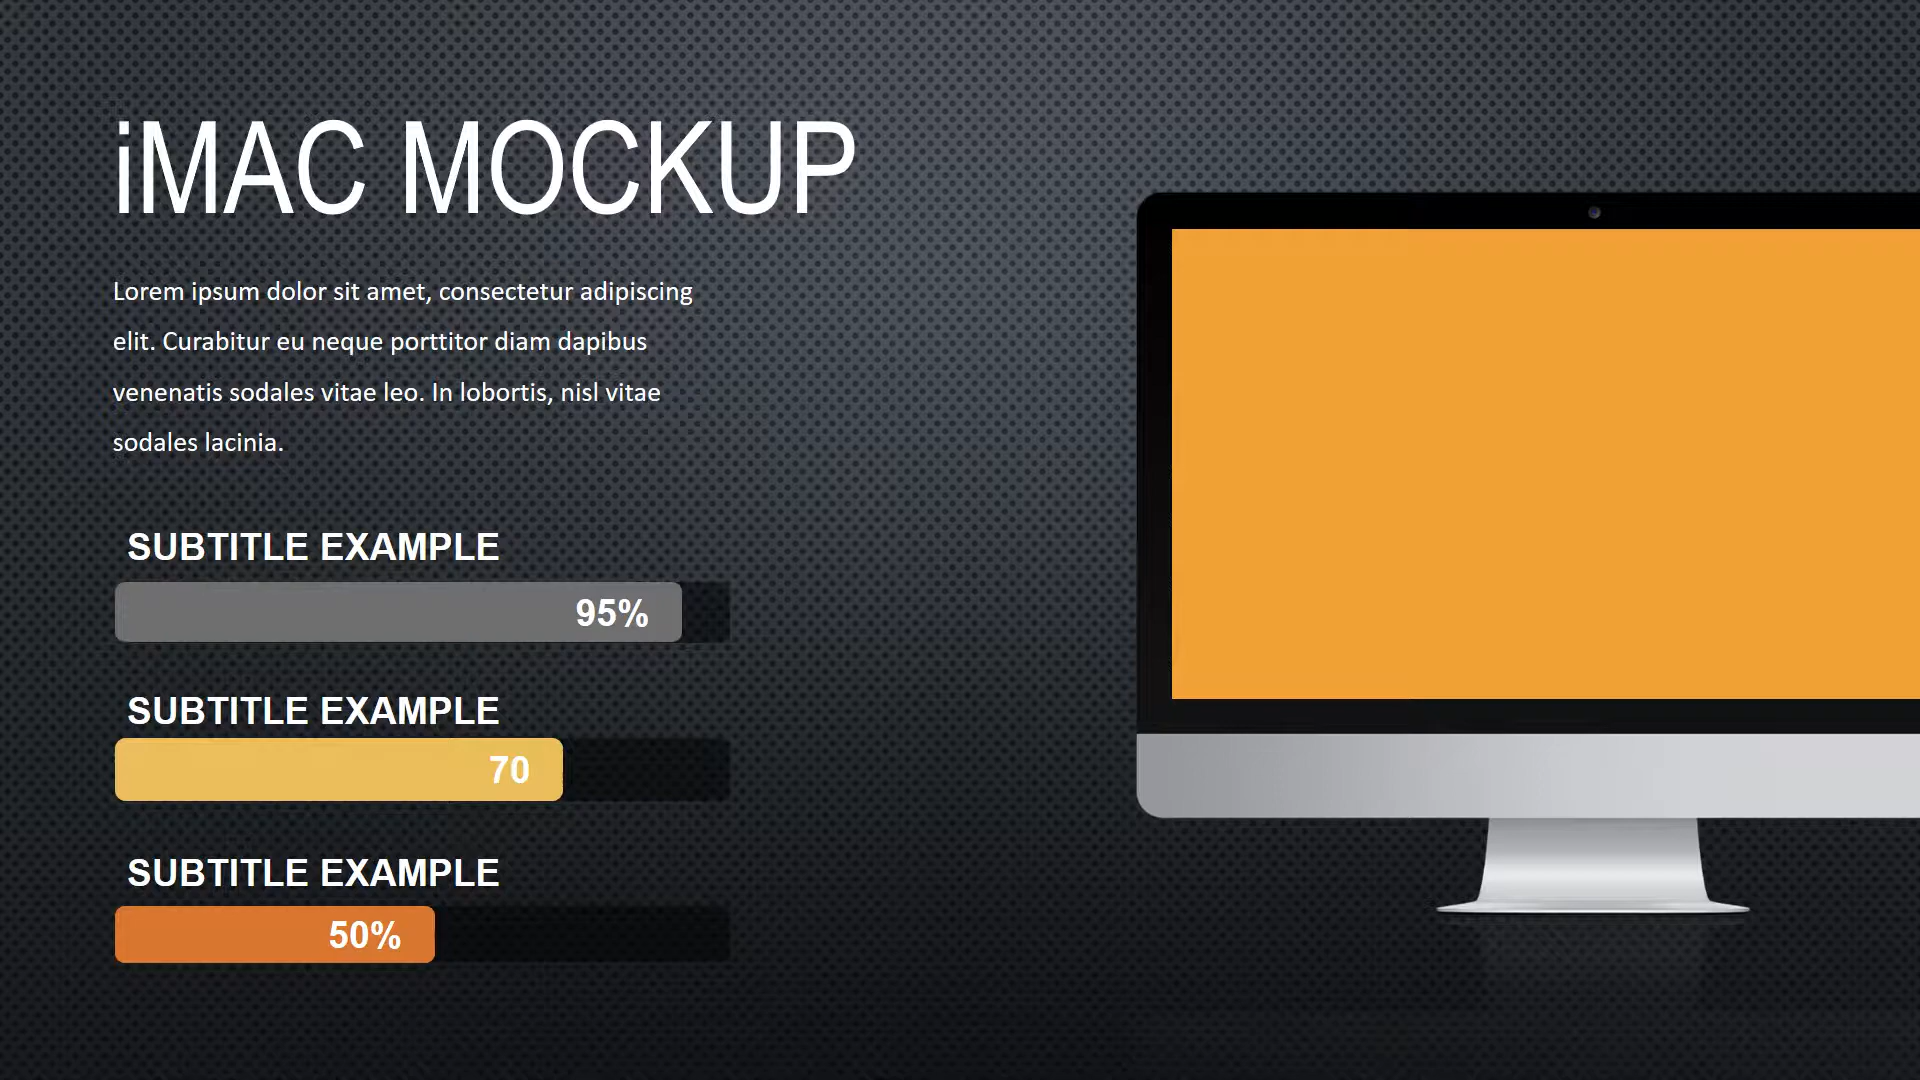 iMAC MOCKUP
Lorem ipsum dolor sit amet, consectetur adipiscing
elit. Curabitur eu neque porttitor diam dapibus
venenatis sodales vitae leo. In lobortis, nisl vitae
sodales lacinia.
SUBTITLE EXAMPLE
95%
SUBTITLE EXAMPLE
70
SUBTITLE EXAMPLE
50%